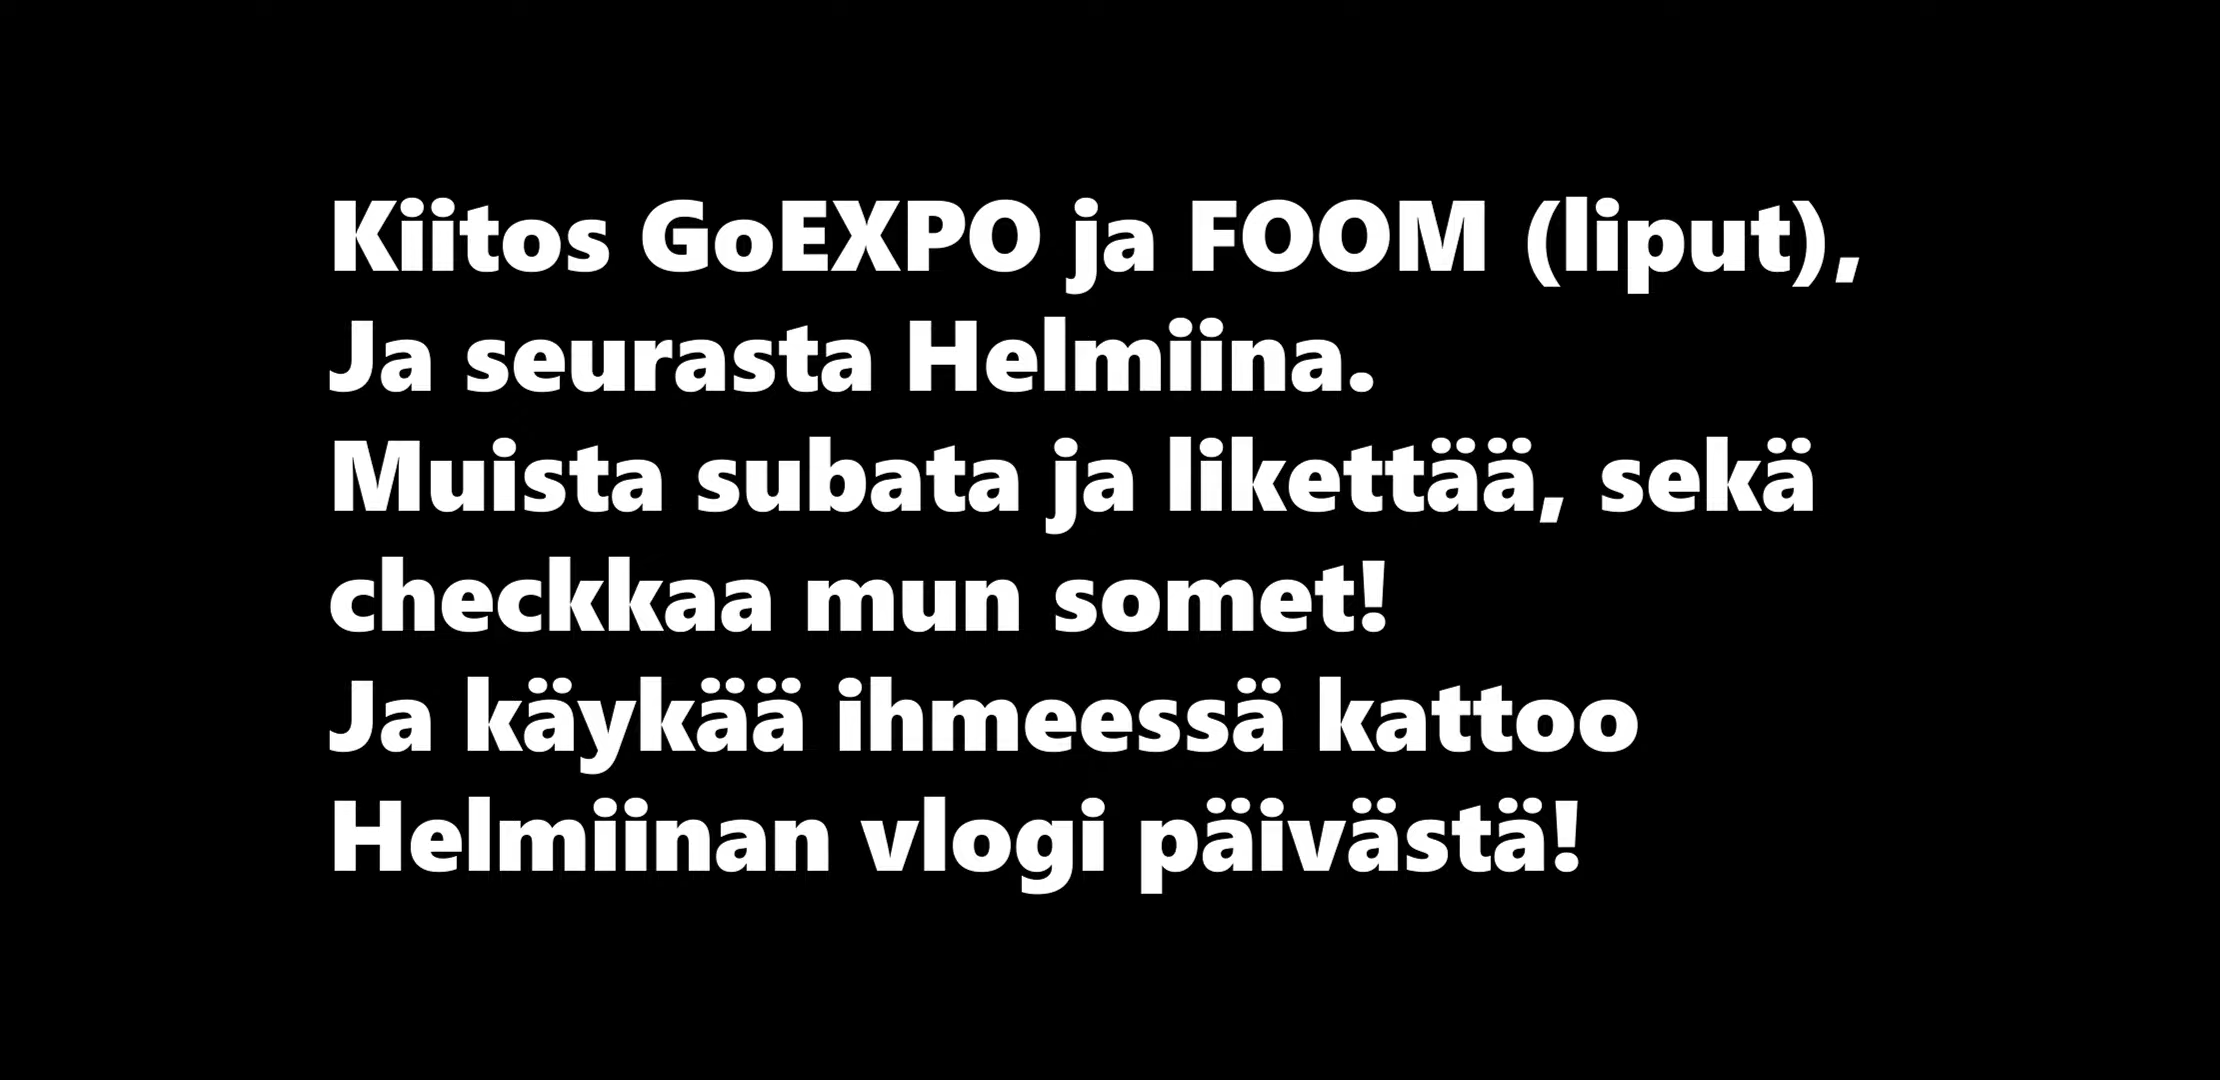 Kiitos GoEXPO ja FOOM (liput),
Ja seurasta Helmiina.
Muista subata ja likettää, sekä
checkkaa mun somet!
Ja käykää ihmeessä kattoo
Helmiinan vlogi päivästä!